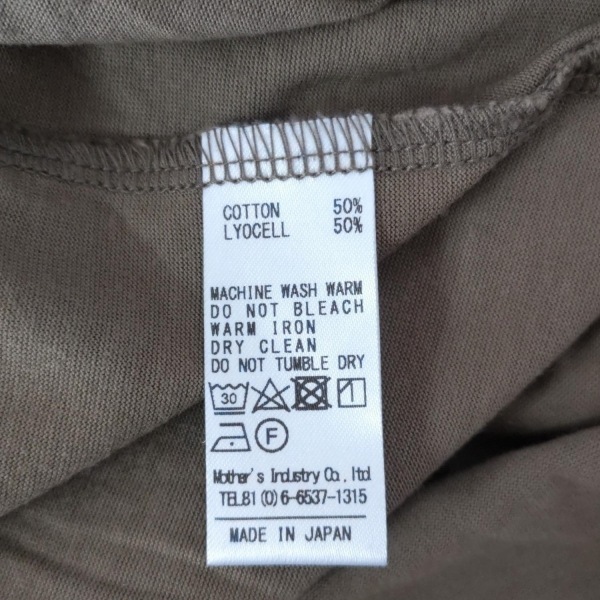 COTTON 50%
LYOCELL 50%
MACHINE WASH WARM
DO NOT BLEACH
WARM IRON
DRY CLEAN
DO NOT TUMBLE DRY
30
F
Mother's Industry Co., ltd
TEL81(0)6-6537-1315
MADE IN JAPAN